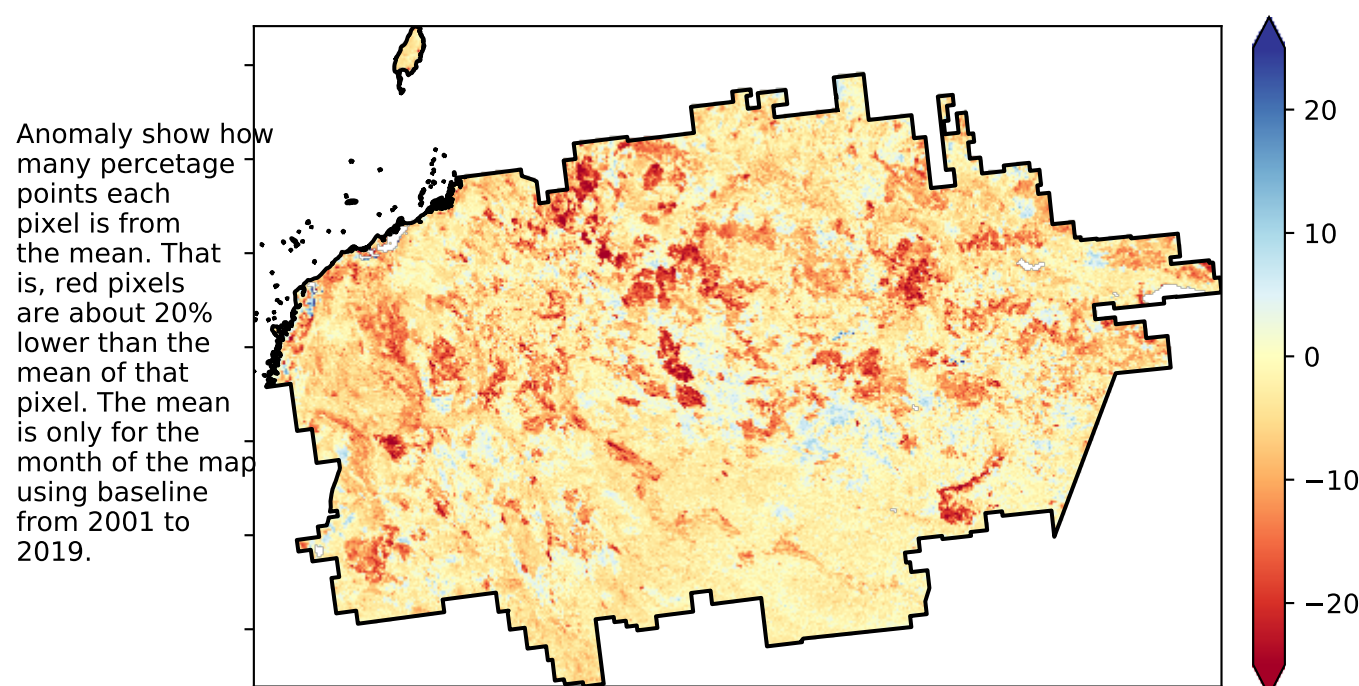 Anomaly show how
many percetage
points each
pixel is from
the mean. That
is, red pixels
are about 20%
lower than the
mean of that
pixel. The mean
is only for the
month of the map
using baseline
from 2001 to
2019.
20
10
0
−10
−20